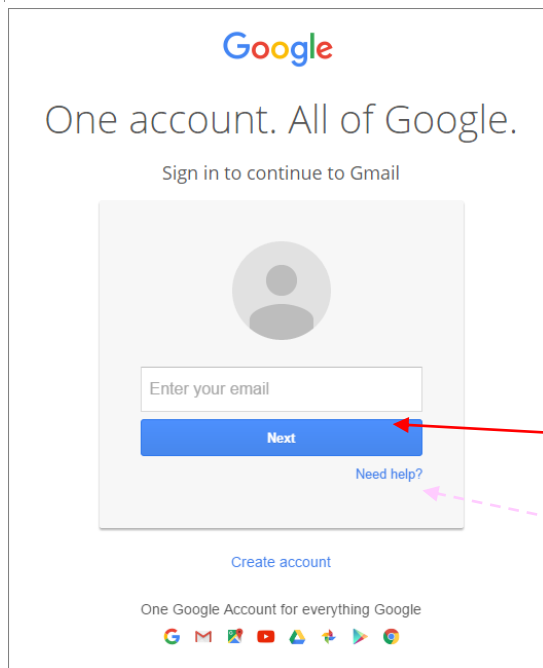 Google
One account. All of Google.
Sign in to continue to Gmail
Enter your email
Next
Need help?
Create account
One Google Account for everything Google